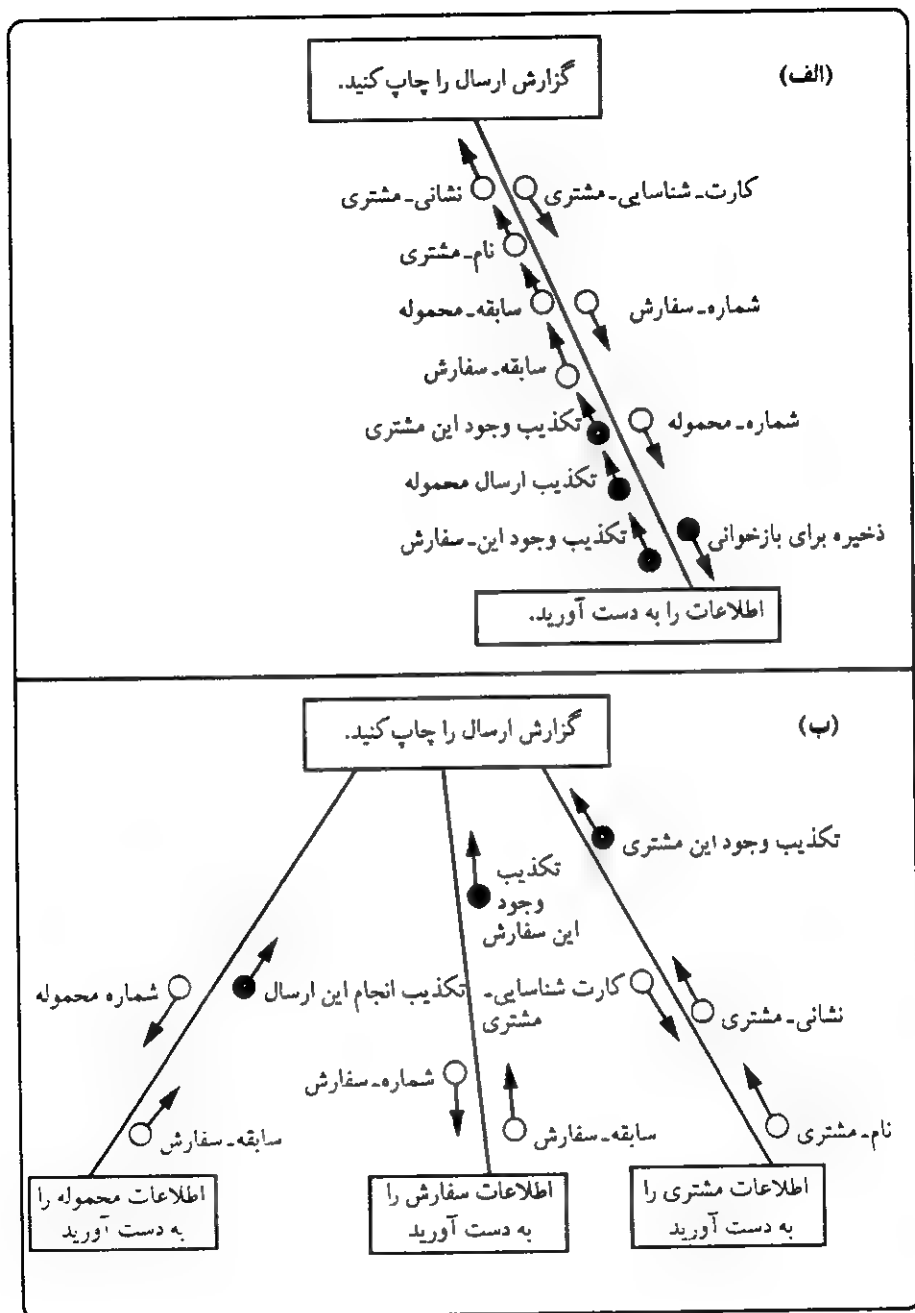 (الف)
گزارش ارسال را چاپ کنید.
کارت-شناسایی-مشتری
نشانی-مشتری
نام-مشتری
شماره-سفارش
سابقه-محموله
سابقه-سفارش
شماره-محموله
تکذیب وجود این مشتری
تکذیب ارسال محموله
ذخیره برای بازخوانی
تکذیب وجود این-سفارش
اطلاعات را به دست آورید.
(ب)
گزارش ارسال را چاپ کنید.
تکذیب وجود این مشتری
تکذیب
وجود
این سفارش
کارت شناسایی-
مشتری
تکذیب انجام این ارسال
شماره محموله
نشانی-مشتری
شماره-سفارش
نام-مشتری
سابقه-سفارش
سابقه-سفارش
اطلاعات مشتری را
به دست آورید
اطلاعات سفارش را
به دست آورید
اطلاعات محموله را
به دست آورید